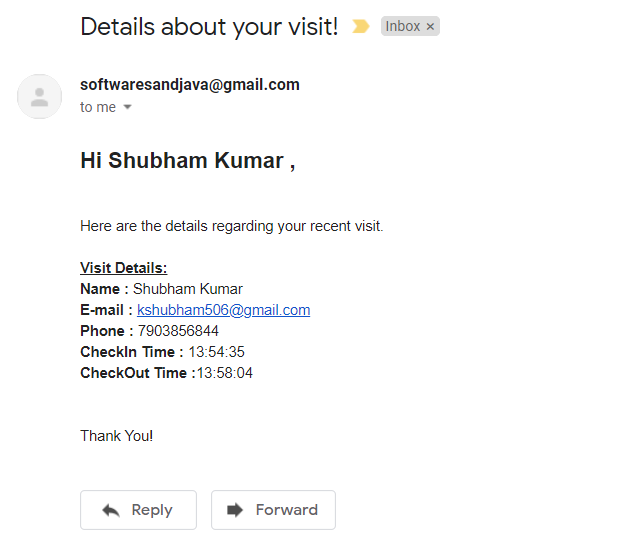 Details about your visit! Inbox ×
softwaresandjava@gmail.com
to me
Hi Shubham Kumar ,
Here are the details regarding your recent visit.
Visit Details:
Name : Shubham Kumar
E-mail : kshubham506@gmail.com
Phone : 7903856844
CheckIn Time : 13:54:35
CheckOut Time :13:58:04
Thank You!
Reply Forward